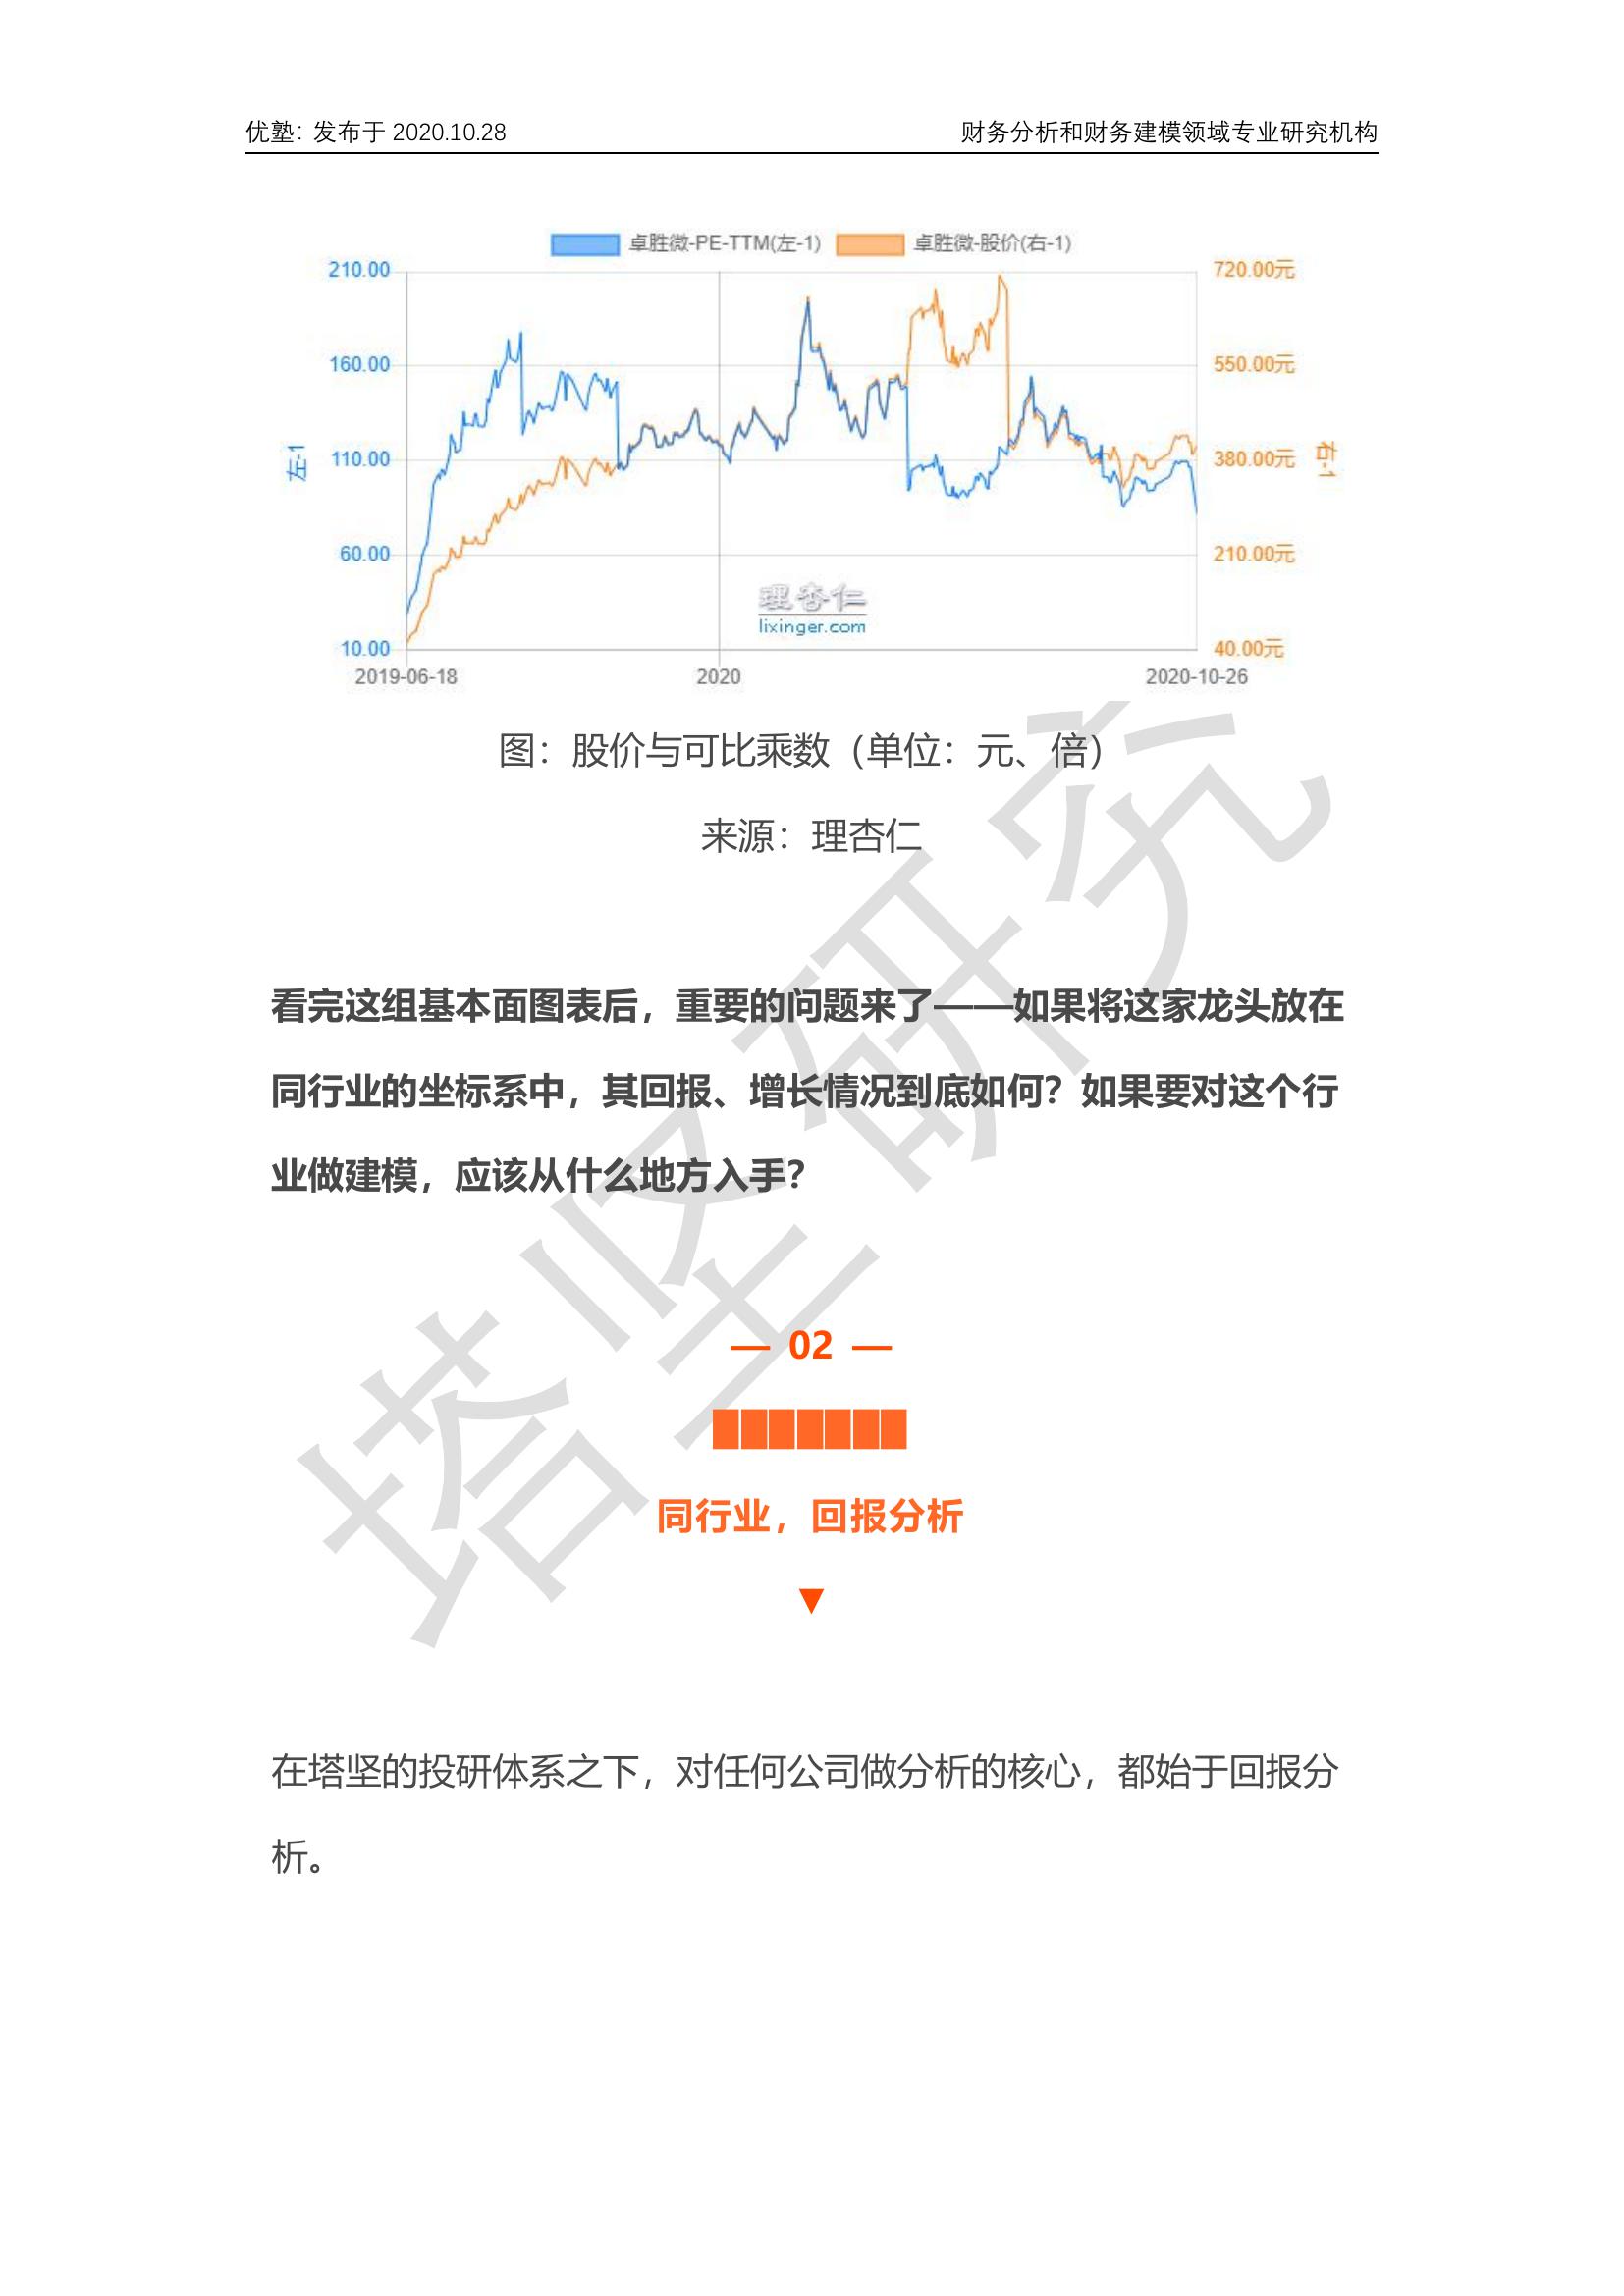 优塾：发布于 2020.10.28
财务分析和财务建模领域专业研究机构
卓胜微-PE-TTM(左-1)
卓胜微-股价(右-1)
210.00
160.00
110.00
60.00
10.00
左-1
720.00元
550.00元
380.00元
210.00元
40.00元
右-1
理杏仁
lixinger.com
2019-06-18
2020
2020-10-26
图：股价与可比乘数（单位：元、倍）
来源：理杏仁
看完这组基本面图表后，重要的问题来了——如果将这家龙头放在
同行业的坐标系中，其回报、增长情况到底如何？如果要对这个行
业做建模，应该从什么地方入手？
— 02 —
███████
同行业，回报分析
▼
在塔坚的投研体系之下，对任何公司做分析的核心，都始于回报分
析。
塔坚研究